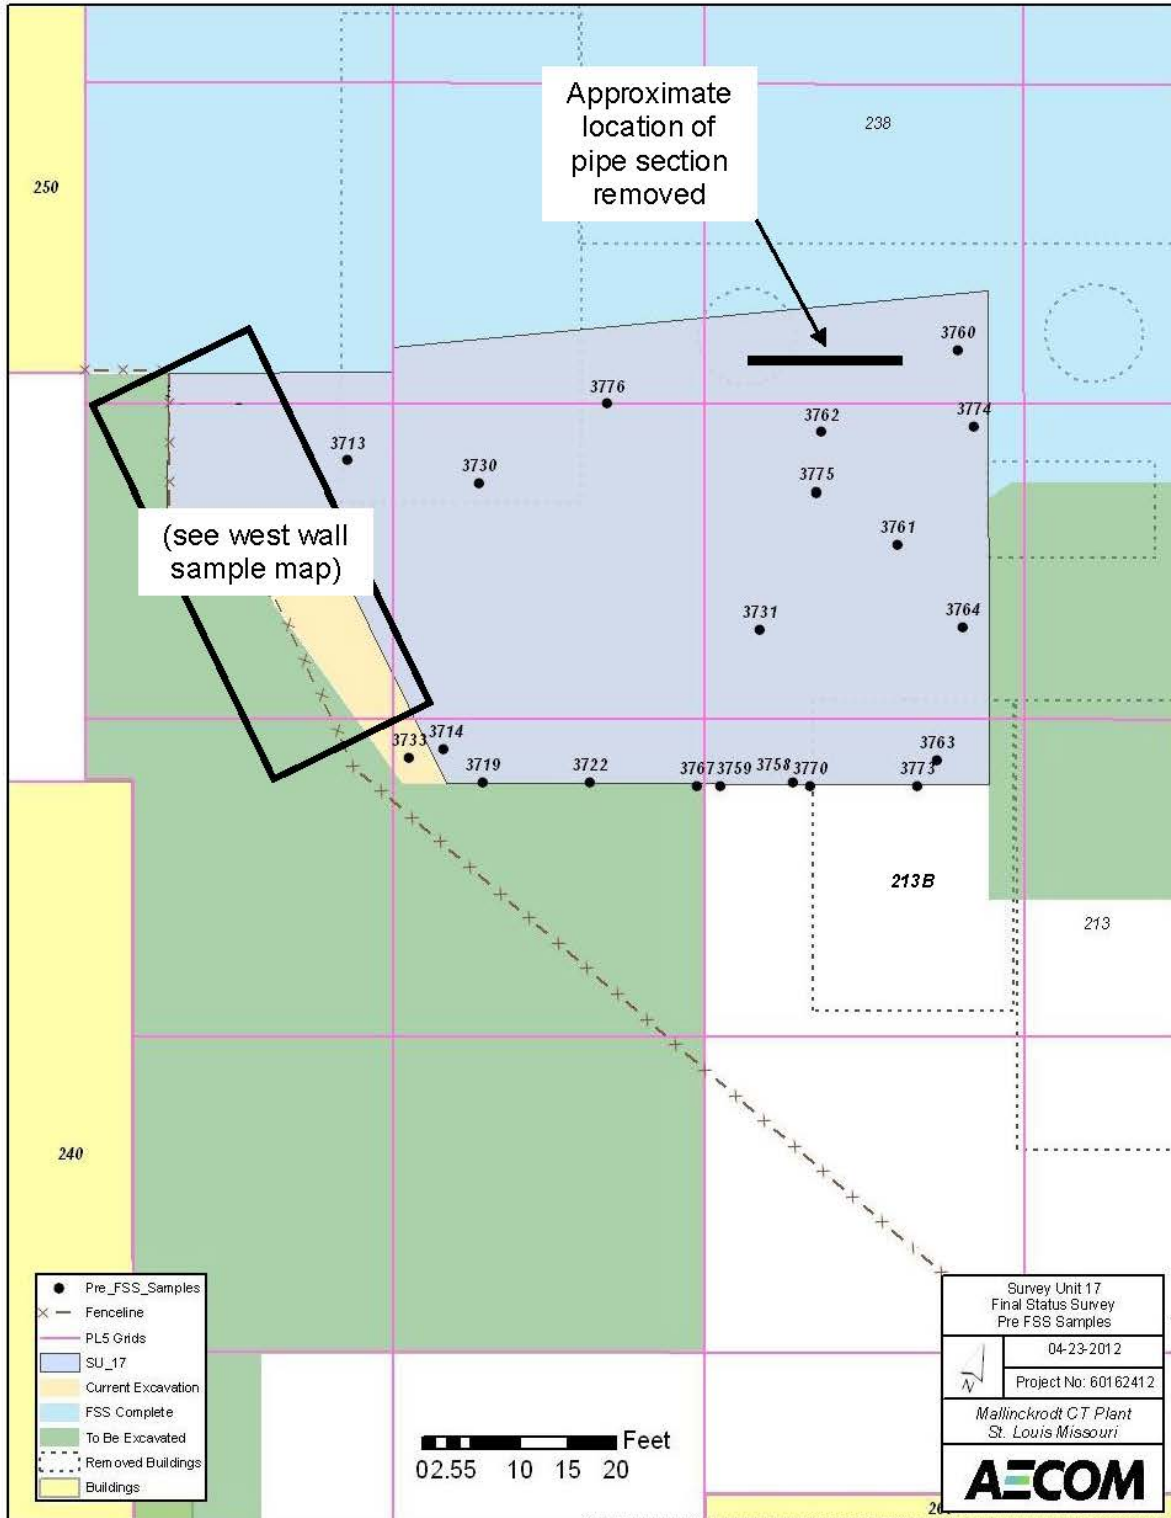 Approximate
location of
pipe section
removed
238
250
3760
3776
3774
3762
3713
3730
3775
(see west wall
sample map)
3761
3731
3764
3714
3733
3763
3719
3722
3767
3759
3758
3770
3773
213B
213
240
Pre_FSS_Samples
Fenceline
PL5 Grids
SU_17
Current Excavation
FSS Complete
To Be Excavated
Removed Buildings
Buildings
Feet
02.55 10 15 20
Survey Unit 17
Final Status Survey
Pre FSS Samples
04-23-2012
N
Project No: 60162412
Mallinckrodt CT Plant
St. Louis Missouri
AECOM